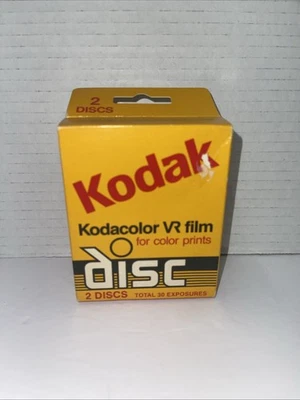 2
DISCS
Kodak
Kodacolor VR film
for color prints
disc
2 DISCS TOTAL 30 EXPOSURES